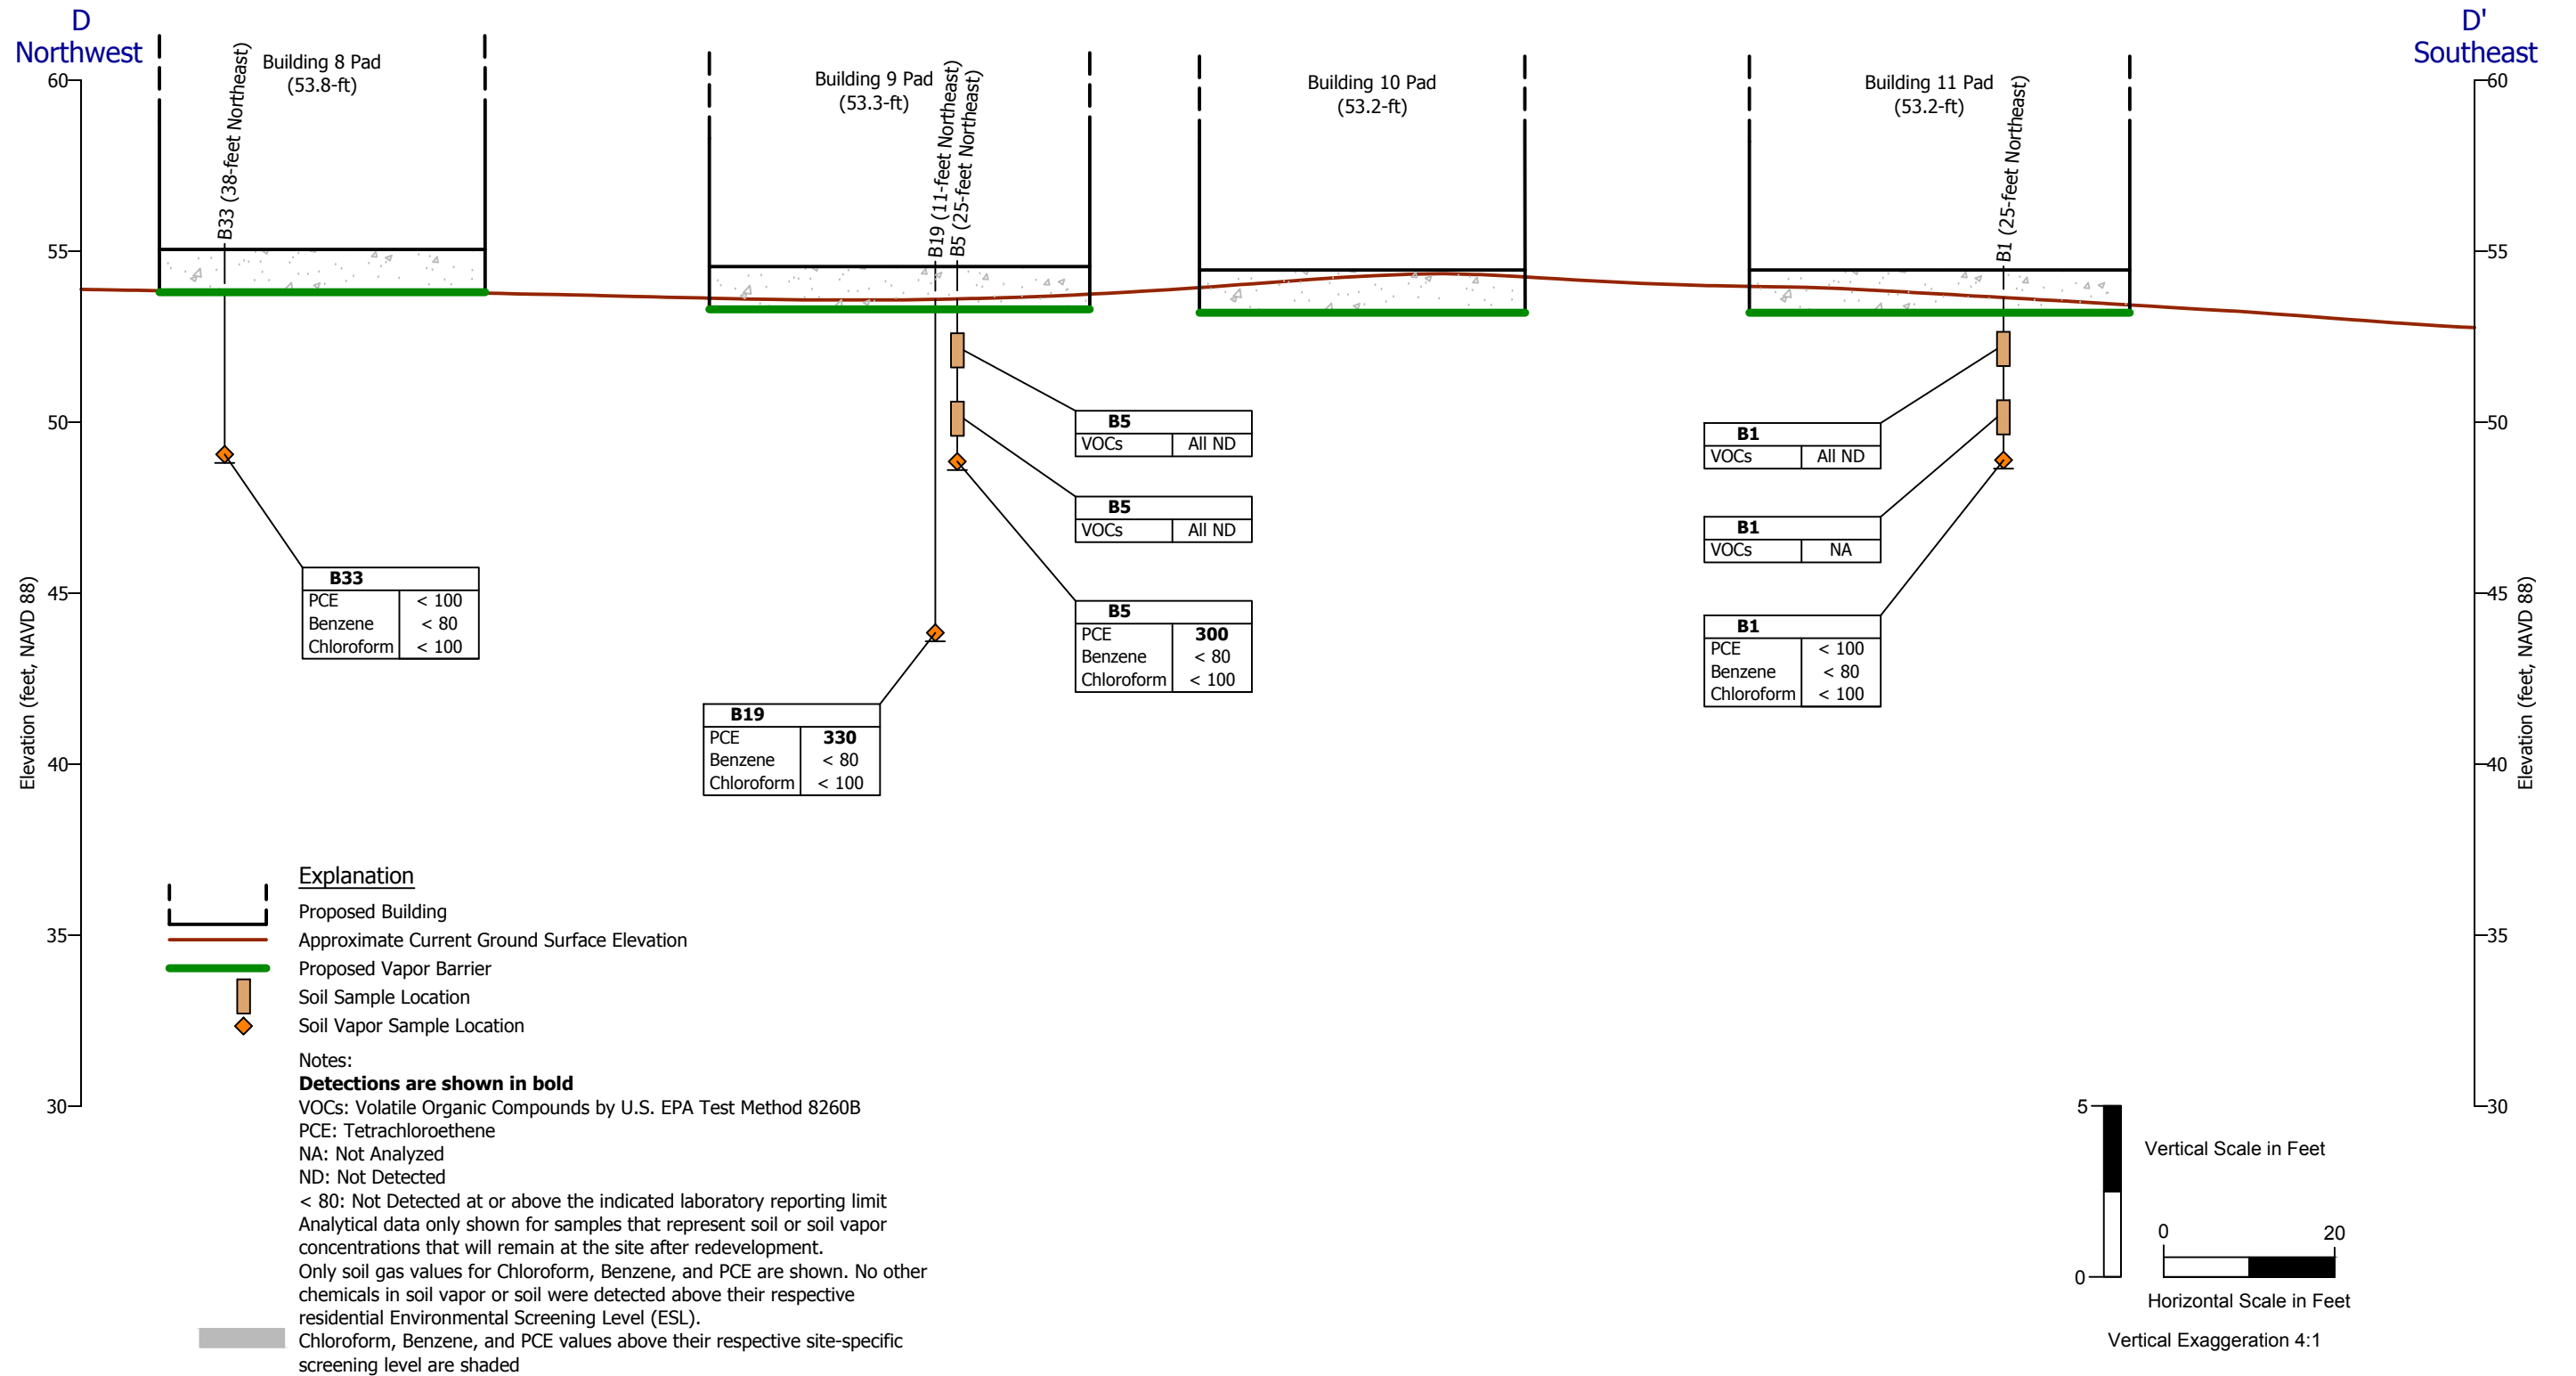 D
Northwest
D'
Southeast
Building 8 Pad
(53.8-ft)
B33 (38-feet Northeast)
Building 9 Pad
(53.3-ft)
B19 (11-feet Northeast)
B5 (25-feet Northeast)
Building 10 Pad
(53.2-ft)
Building 11 Pad
(53.2-ft)
B1 (25-feet Northeast)
60
55
50
45
40
35
30
Elevation (feet, NAVD 88)
60
55
50
45
40
35
30
Elevation (feet, NAVD 88)
B33
PCE < 100
Benzene < 80
Chloroform < 100
B19
PCE 330
Benzene < 80
Chloroform < 100
B5
VOCs All ND
B5
VOCs All ND
B5
PCE 300
Benzene < 80
Chloroform < 100
B1
VOCs All ND
B1
VOCs NA
B1
PCE < 100
Benzene < 80
Chloroform < 100
Explanation
Proposed Building
Approximate Current Ground Surface Elevation
Proposed Vapor Barrier
Soil Sample Location
Soil Vapor Sample Location
Notes:
Detections are shown in bold
VOCs: Volatile Organic Compounds by U.S. EPA Test Method 8260B
PCE: Tetrachloroethene
NA: Not Analyzed
ND: Not Detected
< 80: Not Detected at or above the indicated laboratory reporting limit
Analytical data only shown for samples that represent soil or soil vapor
concentrations that will remain at the site after redevelopment.
Only soil gas values for Chloroform, Benzene, and PCE are shown. No other
chemicals in soil vapor or soil were detected above their respective
residential Environmental Screening Level (ESL).
Chloroform, Benzene, and PCE values above their respective site-specific
screening level are shaded
5
0
Vertical Scale in Feet
0 20
Horizontal Scale in Feet
Vertical Exaggeration 4:1